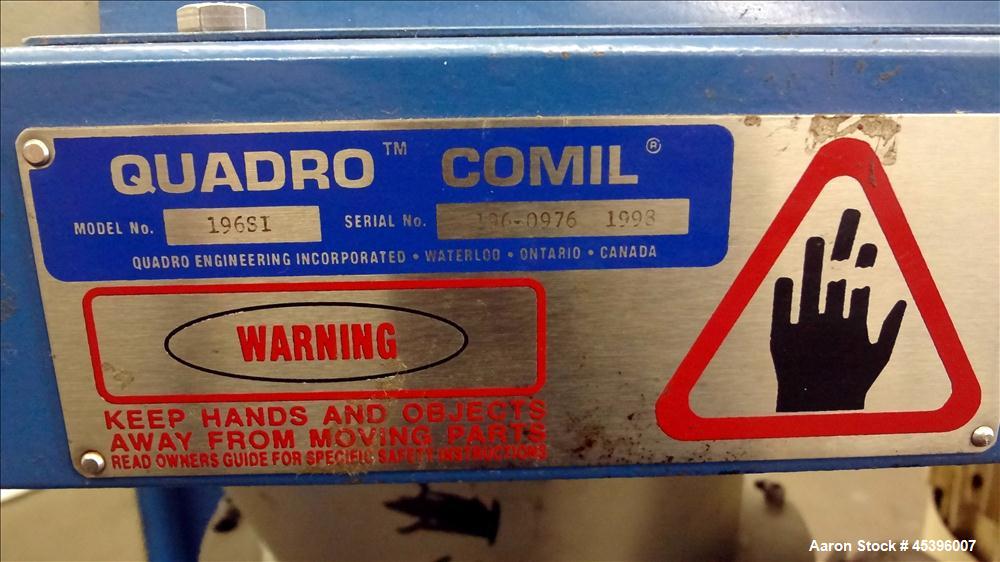 QUADRO™ COMIL®
MODEL No. 196SI SERIAL No. 196-0976 1998
QUADRO ENGINEERING INCORPORATED • WATERLOO • ONTARIO • CANADA
WARNING
KEEP HANDS AND OBJECTS
AWAY FROM MOVING PARTS
READ OWNERS GUIDE FOR SPECIFIC SAFETY INSTRUCTIONS
Aaron Stock # 45396007